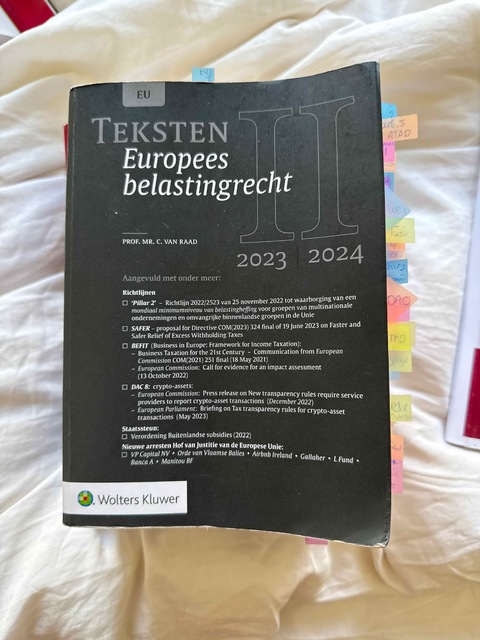 EU
TEKSTEN
Europees
belastingrecht
II
PROF. MR. C. VAN RAAD
2023 | 2024
Aangevuld met onder meer:
Richtlijnen
☐ 'Pillar 2' – Richtlijn 2022/2523 van 25 november 2022 tot waarborging van een
mondiaal minimumniveau van belastingheffing voor groepen van multinationale
ondernemingen en omvangrijke binnenlandse groepen in de Unie
☐ SAFER – proposal for Directive COM(2023) 324 final of 19 June 2023 on Faster and
Safer Relief of Excess Withholding Taxes
☐ BEFIT (Business in Europe: Framework for Income Taxation):
– Business Taxation for the 21st Century – Communication from European
Commission COM(2021) 251 final (18 May 2021)
– European Commission: Call for evidence for an impact assessment
(13 October 2022)
☐ DAC 8: crypto-assets:
– European Commission: Press release on New transparency rules require service
providers to report crypto-asset transactions (December 2022)
– European Parliament: Briefing on Tax transparency rules for crypto-asset
transactions (May 2023)
Staatssteun:
☐ Verordening Buitenlandse subsidies (2022)
Nieuwe arresten Hof van Justitie van de Europese Unie:
☐ VP Capital NV • Orde van Vlaamse Balies • Airbnb Ireland • Gallaher • L Fund •
Banca A • Manitou BF
Wolters Kluwer
ATAD
DAC